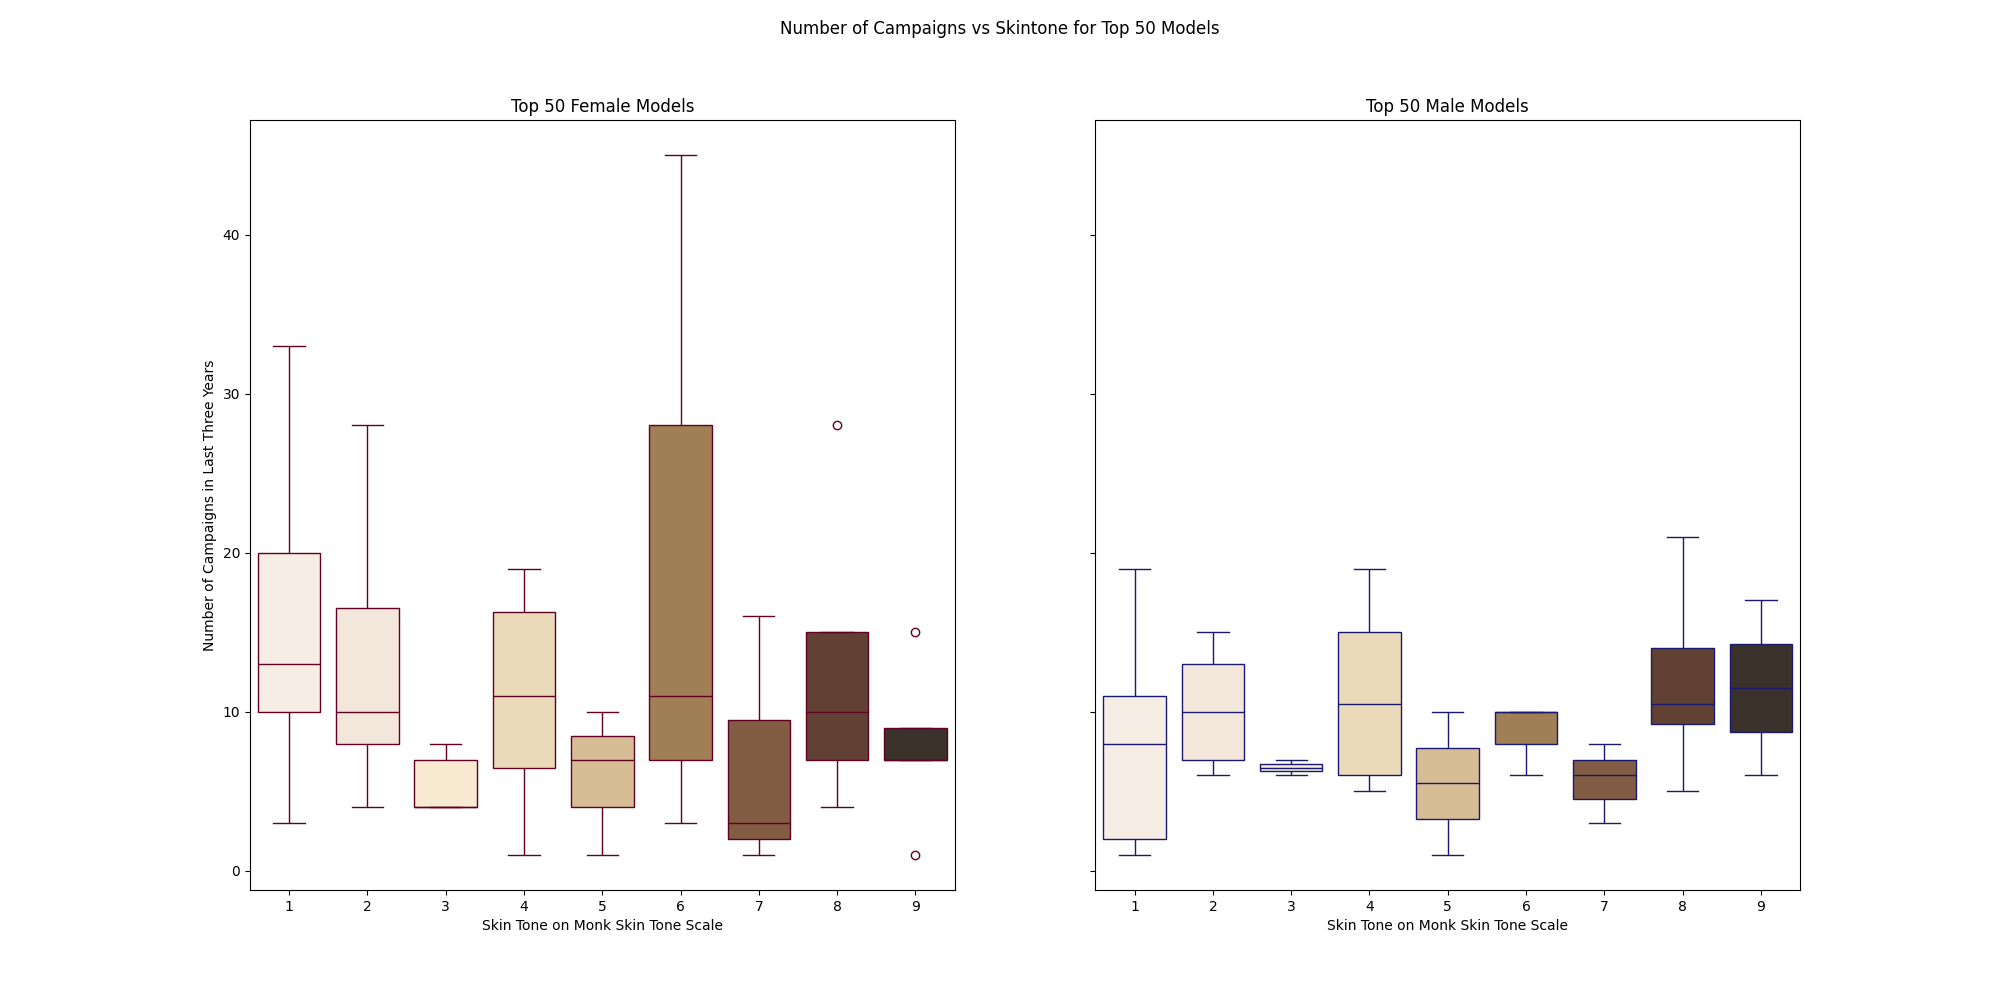 Number of Campaigns vs Skintone for Top 50 Models
Top 50 Female Models
Number of Campaigns in Last Three Years
40
30
20
10
0
1 2 3 4 5 6 7 8 9
Skin Tone on Monk Skin Tone Scale
Top 50 Male Models
1 2 3 4 5 6 7 8 9
Skin Tone on Monk Skin Tone Scale